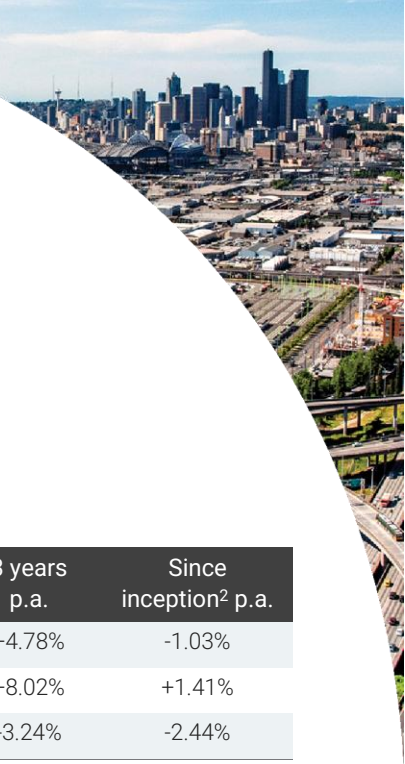 years Since
p.a. inception² p.a.
4.78% -1.03%
8.02% +1.41%
3.24% -2.44%